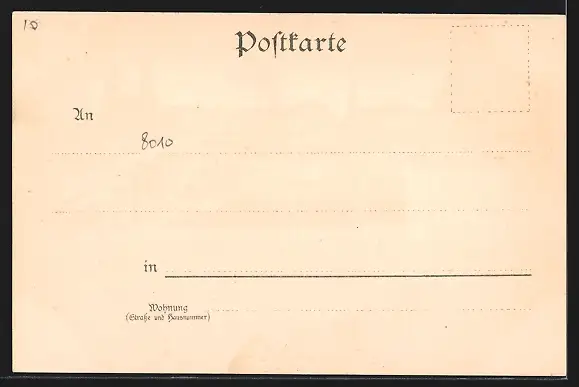 10
Postkarte
An
8010
in
Wohnung
(Straße und Hausnummer)